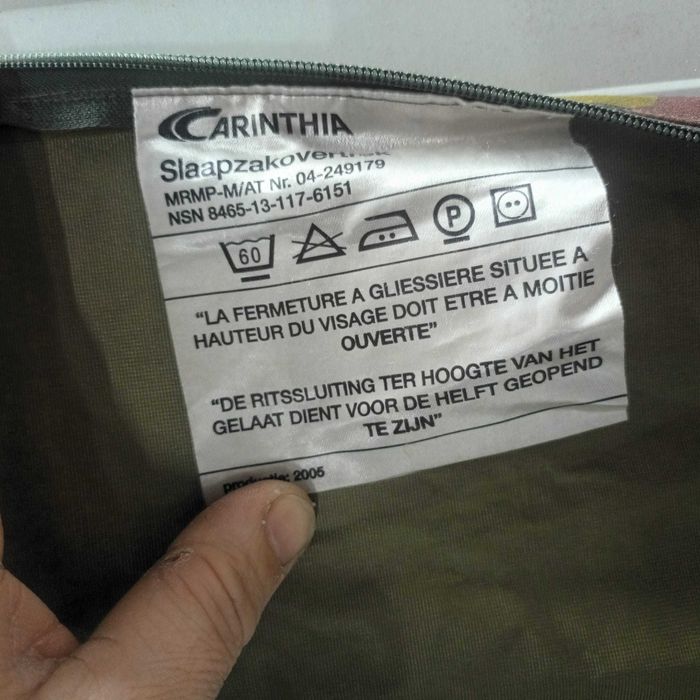 CARINTHIA
Slaapzakovertrek
MRMP-M/AT Nr. 04-249179
NSN 8465-13-117-6151
60 P
"LA FERMETURE A GLIESSIERE SITUEE A
HAUTEUR DU VISAGE DOIT ETRE A MOITIE
OUVERTE"
"DE RITSSLUITING TER HOOGTE VAN HET
GELAAT DIENT VOOR DE HELFT GEOPEND
TE ZIJN"
productie: 2005